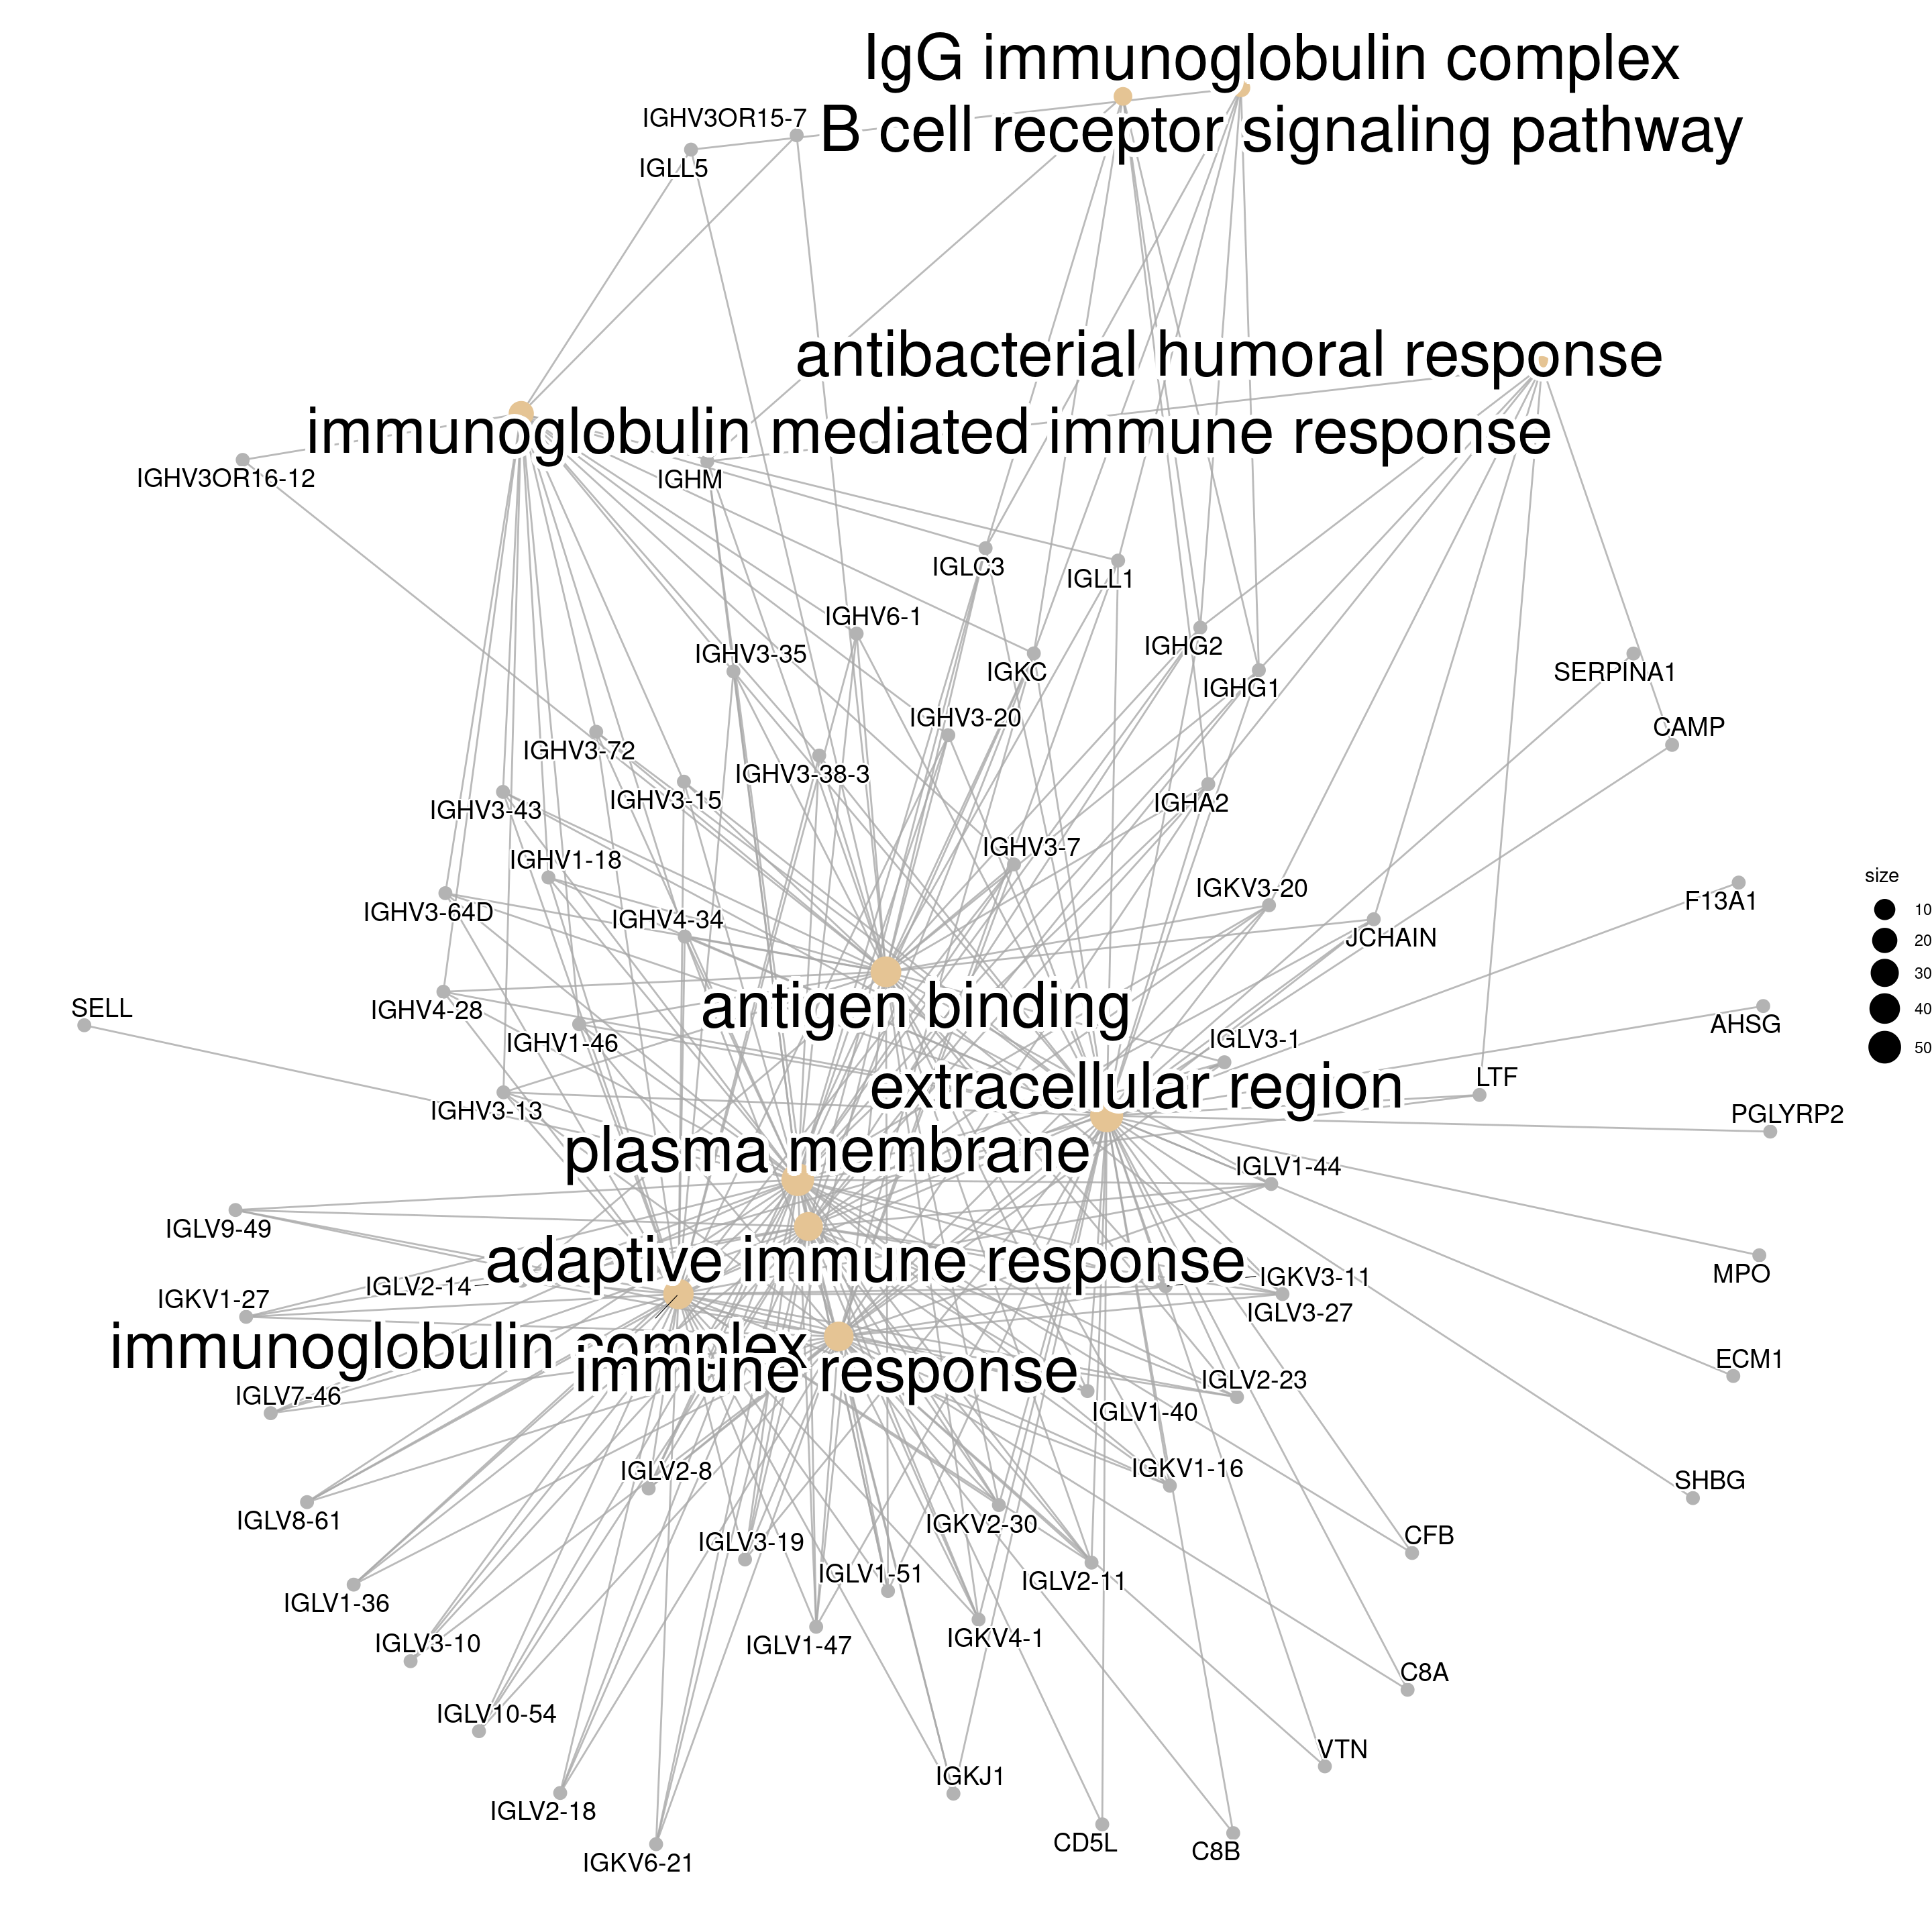 IgG immunoglobulin complex
IGHV3OR15-7
B cell receptor signaling pathway
IGLL5
antibacterial humoral response
immunoglobulin mediated immune response
IGHV3OR16-12
IGHM
IGLC3
IGLL1
IGHV6-1
IGHG2
IGHV3-35
IGKC
SERPINA1
IGHG1
IGHV3-20
CAMP
IGHV3-72
IGHV3-38-3
IGHV3-15
IGHA2
IGHV3-43
IGHV3-7
IGHV1-18
size
IGKV3-20
F13A1
10
IGHV3-64D
IGHV4-34
JCHAIN
20
30
antigen binding
SELL
IGHV4-28
40
AHSG
IGHV1-46
IGLV3-1
50
LTF
extracellular region
IGHV3-13
PGLYRP2
plasma membrane
IGLV1-44
IGLV9-49
adaptive immune response
MPO
IGLV2-14
IGKV3-11
IGKV1-27
IGLV3-27
immunoglobulin complex
ECM1
immune response
IGLV2-23
IGLV7-46
IGLV1-40
IGLV2-8
IGKV1-16
SHBG
IGLV8-61
IGKV2-30
CFB
IGLV3-19
IGLV1-51
IGLV2-11
IGLV1-36
IGKV4-1
IGLV3-10
IGLV1-47
C8A
IGLV10-54
VTN
IGKJ1
IGLV2-18
CD5L
C8B
IGKV6-21